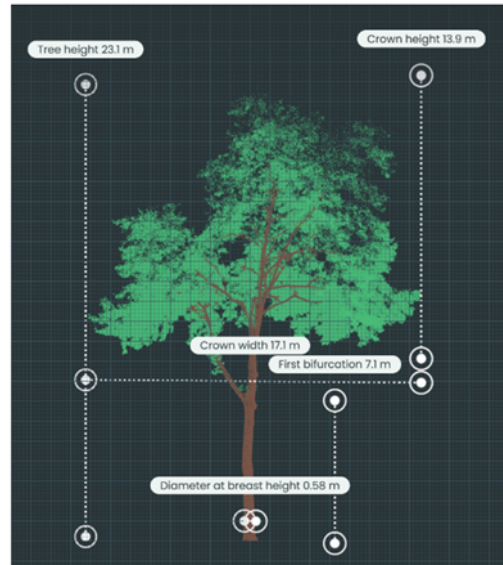 Crown height 13.9 m
Tree height 23.1 m
Crown width 17.1 m
First bifurcation 7.1 m
Diameter at breast height 0.58 m